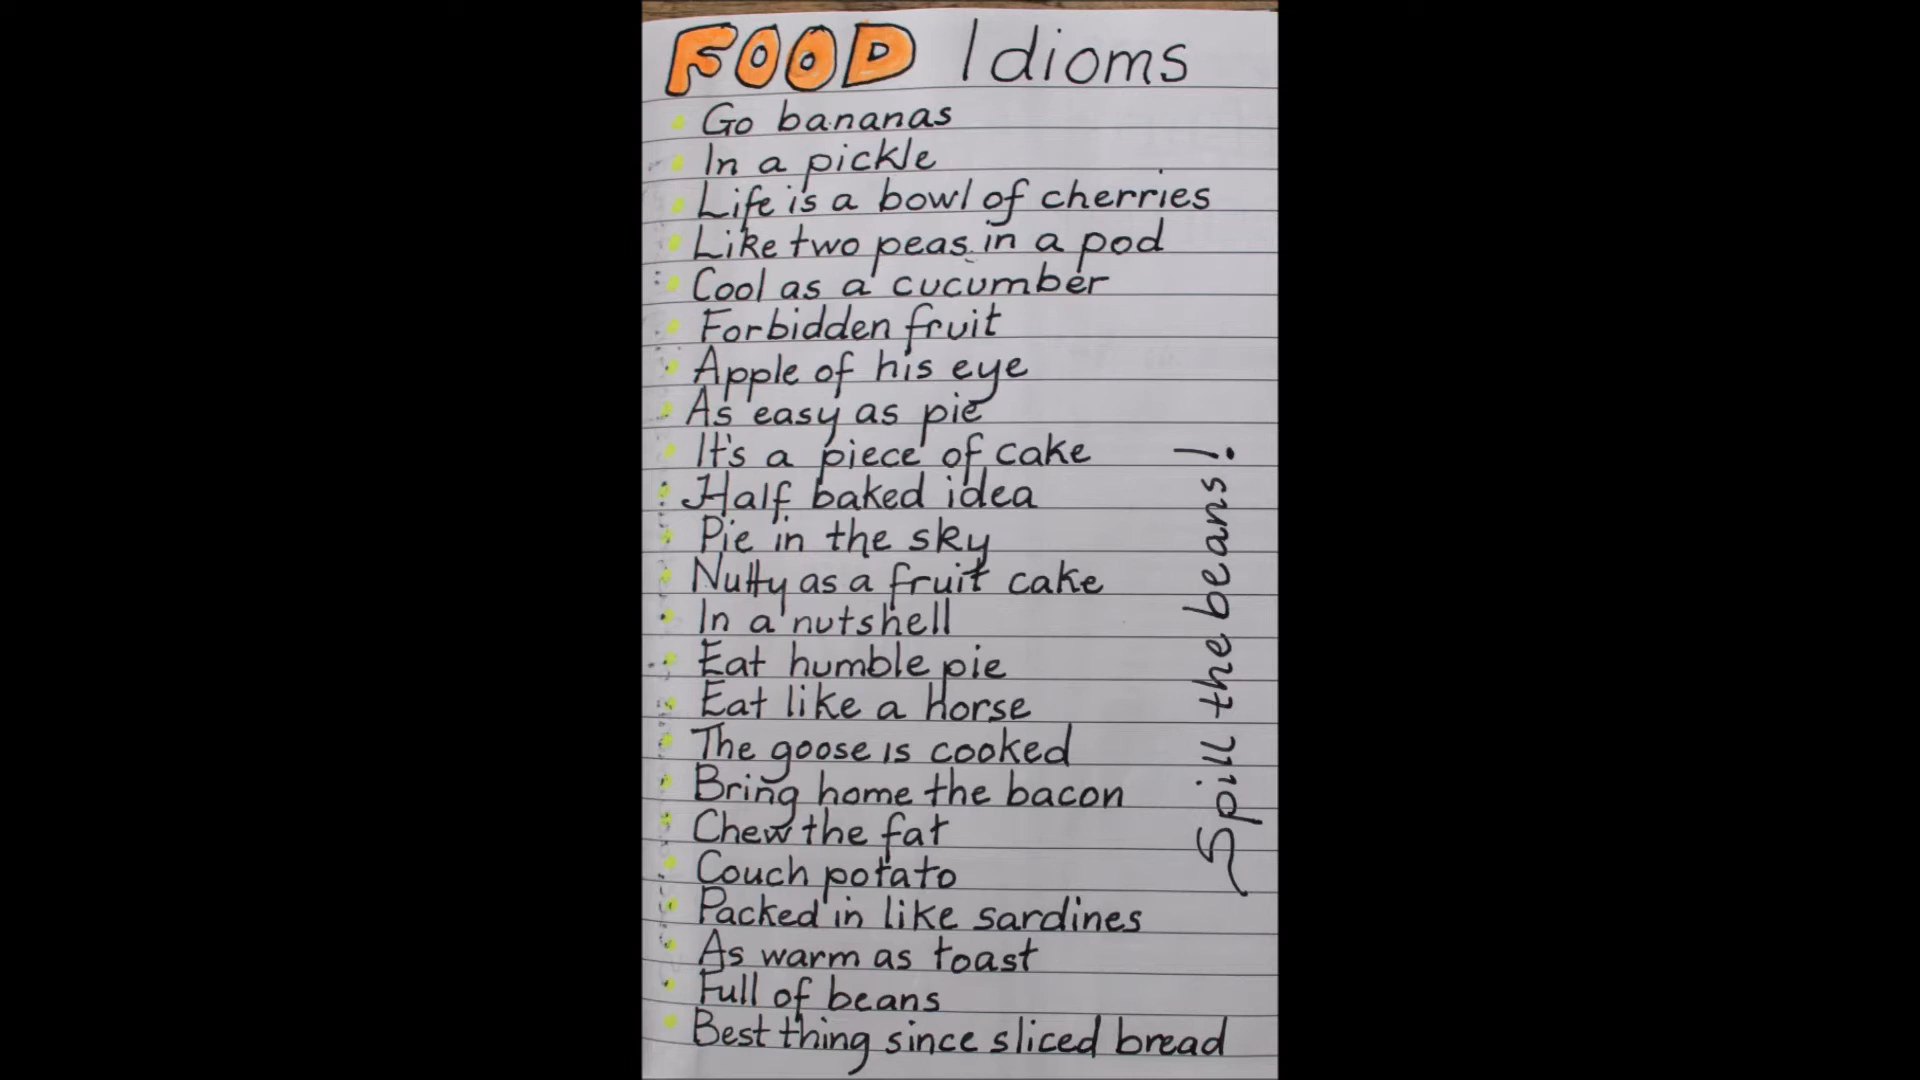 FOOD Idioms
Go bananas
In a pickle
Life is a bowl of cherries
Like two peas in a pod
Cool as a cucumber
Forbidden fruit
Apple of his eye
As easy as pie
It's a piece of cake
Half baked idea
Pie in the sky
Nutty as a fruit cake
In a nutshell
Eat humble pie
Eat like a horse
The goose is cooked
Bring home the bacon
Chew the fat
Couch potato
Packed in like sardines
As warm as toast
Full of beans
Best thing since sliced bread
Spill the beans!